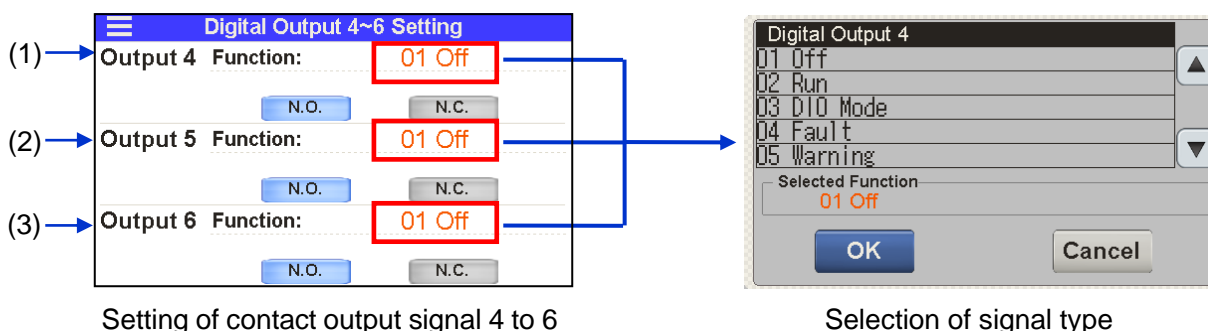 Digital Output 4~6 Setting
(1) Output 4 Function: 01 Off
N.O. N.C.
(2) Output 5 Function: 01 Off
N.O. N.C.
(3) Output 6 Function: 01 Off
N.O. N.C.
Setting of contact output signal 4 to 6
Digital Output 4
01 Off
02 Run
03 DIO Mode
04 Fault
05 Warning
Selected Function
01 Off
OK Cancel
Selection of signal type